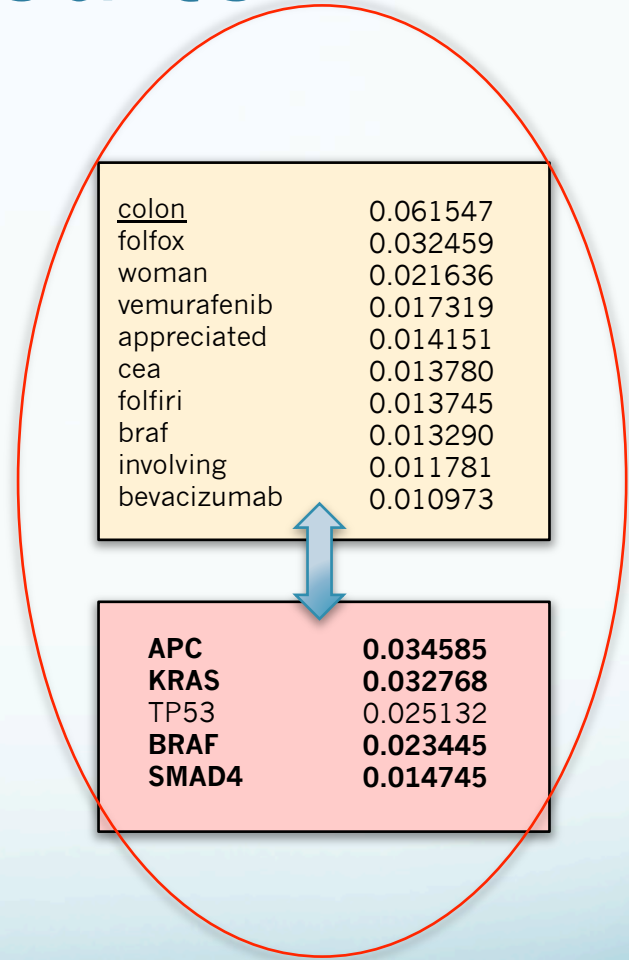 colon 0.061547
folfox 0.032459
woman 0.021636
vemurafenib 0.017319
appreciated 0.014151
cea 0.013780
folfiri 0.013745
braf 0.013290
involving 0.011781
bevacizumab 0.010973
APC 0.034585
KRAS 0.032768
TP53 0.025132
BRAF 0.023445
SMAD4 0.014745